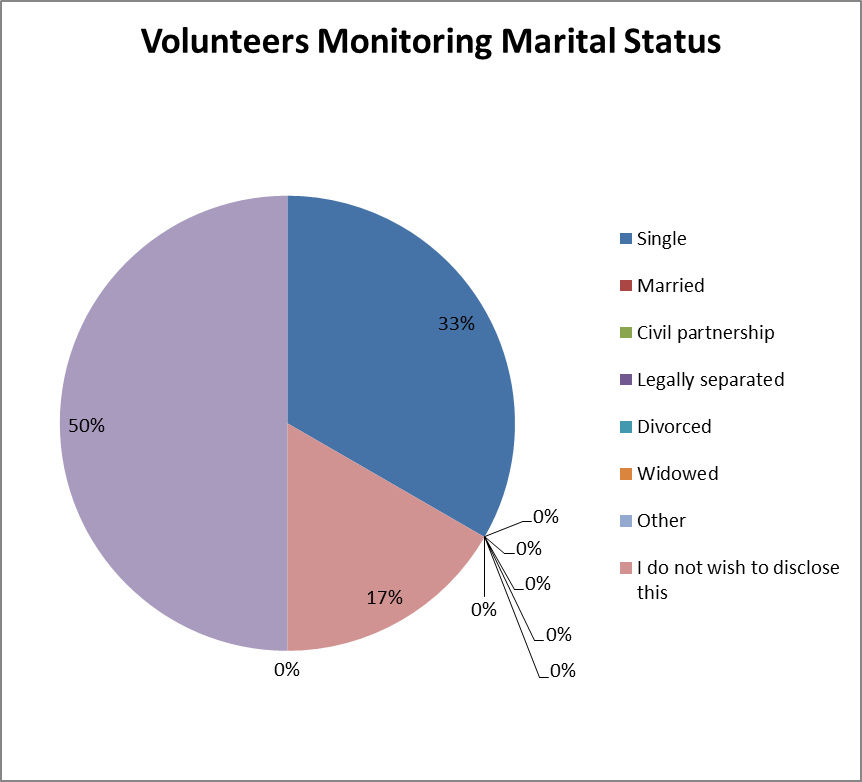 Volunteers Monitoring Marital Status
33%
50%
17%
0%
0%
0%
0%
0%
0%
0%
Single
Married
Civil partnership
Legally separated
Divorced
Widowed
Other
I do not wish to disclose
this